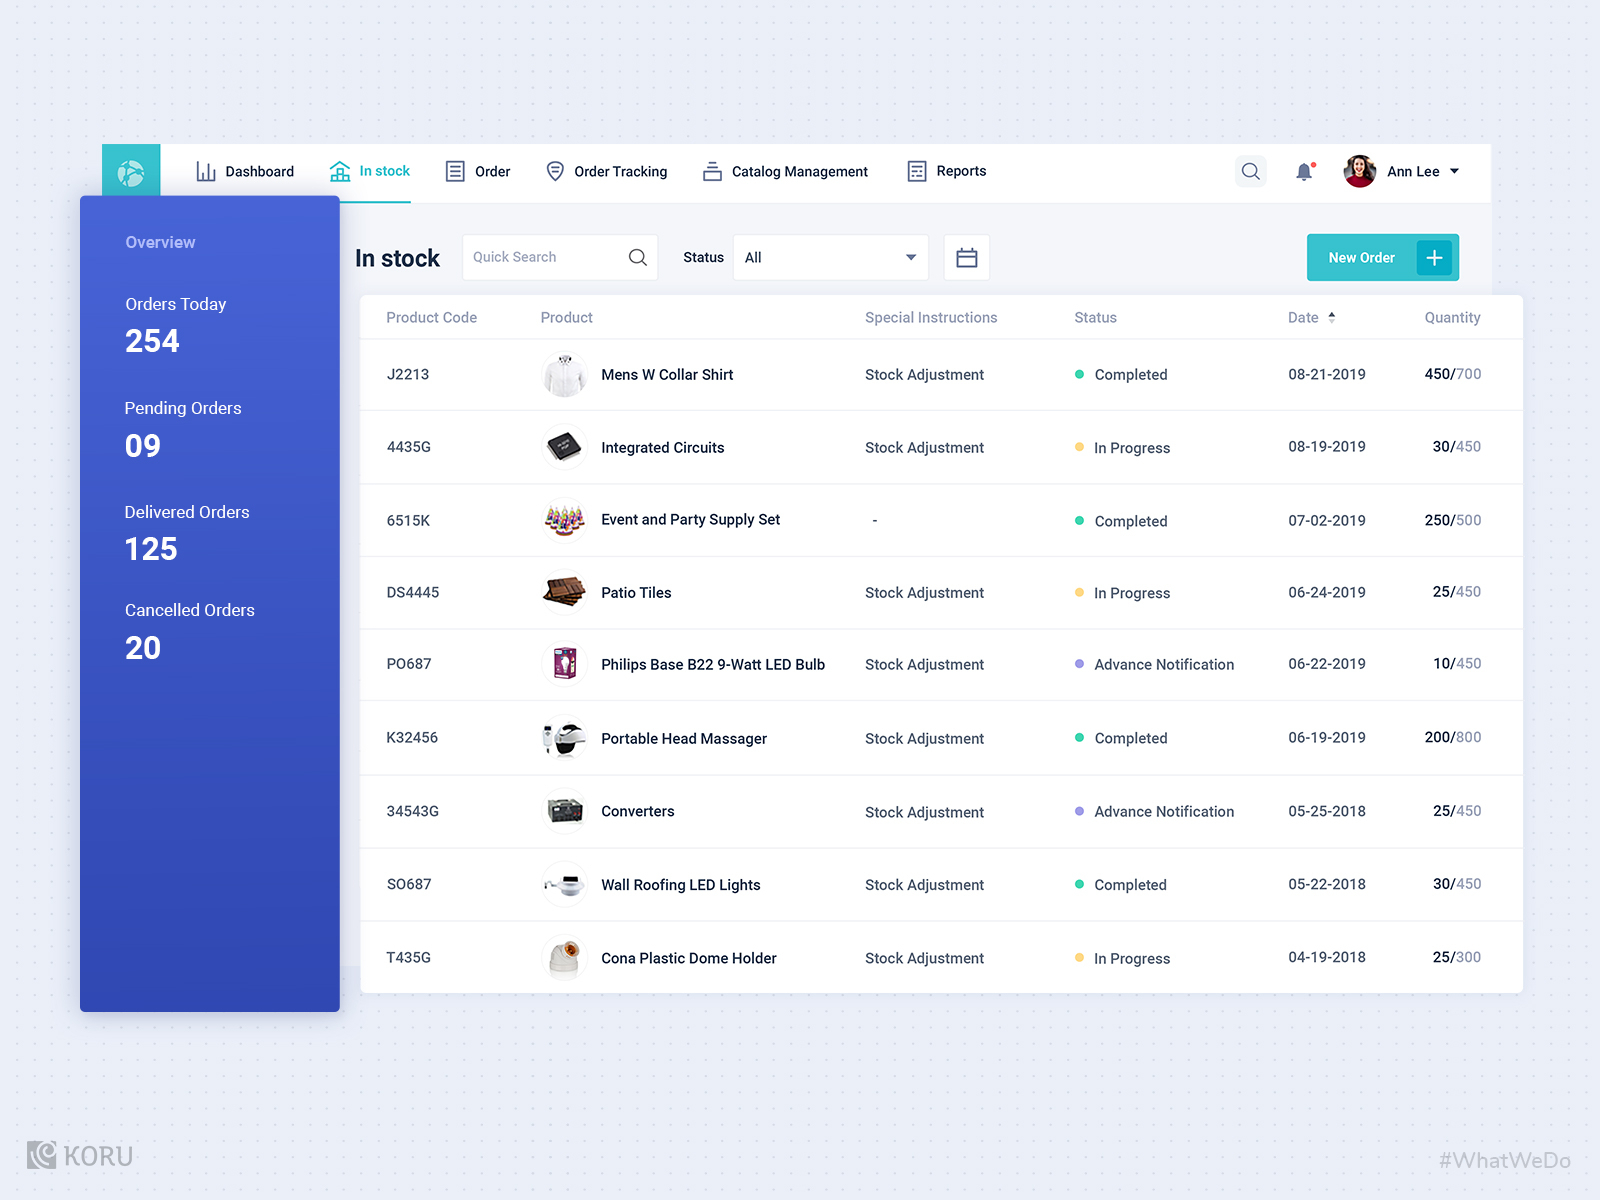 Dashboard
In stock
Order
Order Tracking
Catalog Management
Reports
Ann Lee
Overview
Orders Today
254
Pending Orders
09
Delivered Orders
125
Cancelled Orders
20
In stock
Quick Search
Status
All
New Order
Product Code Product Special Instructions Status Date Quantity
J2213 Mens W Collar Shirt Stock Adjustment Completed 08-21-2019 450/700
4435G Integrated Circuits Stock Adjustment In Progress 08-19-2019 30/450
6515K Event and Party Supply Set - Completed 07-02-2019 250/500
DS4445 Patio Tiles Stock Adjustment In Progress 06-24-2019 25/450
PO687 Philips Base B22 9-Watt LED Bulb Stock Adjustment Advance Notification 06-22-2019 10/450
K32456 Portable Head Massager Stock Adjustment Completed 06-19-2019 200/800
34543G Converters Stock Adjustment Advance Notification 05-25-2018 25/450
SO687 Wall Roofing LED Lights Stock Adjustment Completed 05-22-2018 30/450
T435G Cona Plastic Dome Holder Stock Adjustment In Progress 04-19-2018 25/300
KORU
#WhatWeDo